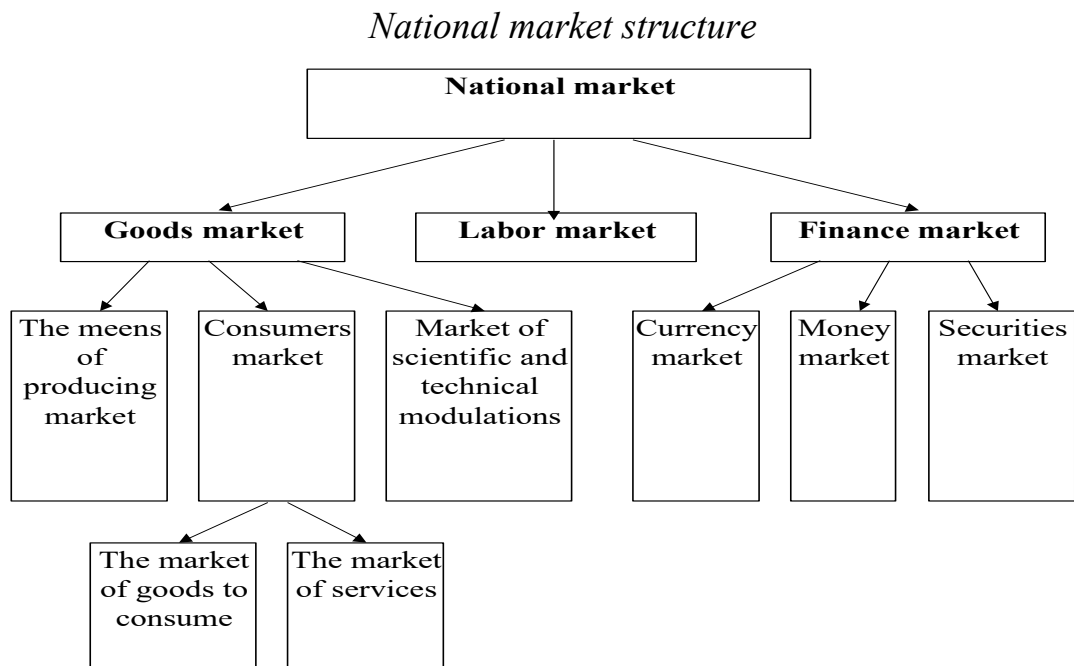 National market structure
National market
Goods market
Labor market
Finance market
The meens
of
producing
market
Consumers
market
Market of
scientific and
technical
modulations
Currency
market
Money
market
Securities
market
The market
of goods to
consume
The market
of services